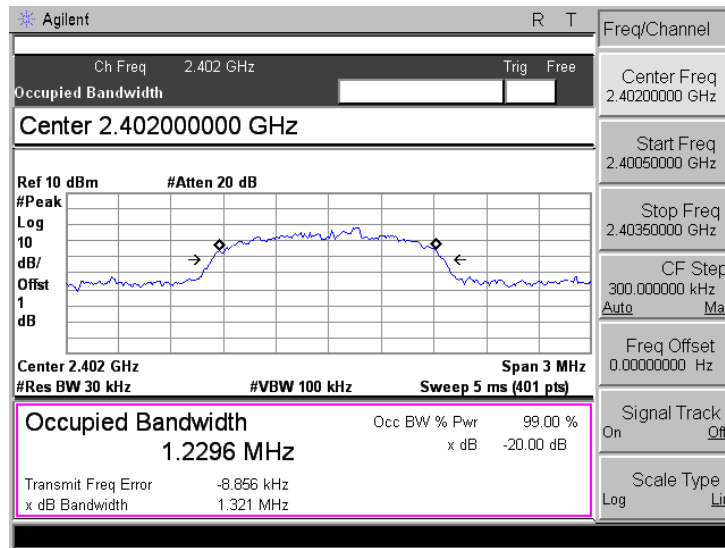 Agilent R T
Freq/Channel
Ch Freq 2.402 GHz Trig Free
Occupied Bandwidth
Center 2.402000000 GHz
Center Freq
2.40200000 GHz
Start Freq
2.40050000 GHz
Stop Freq
2.40350000 GHz
CF Step
300.000000 kHz
Auto Ma
Freq Offset
0.00000000 Hz
Signal Track
On Off
Scale Type
Log Lin
Ref 10 dBm #Atten 20 dB
#Peak
Log
10
dB/
Offst
1
dB
Center 2.402 GHz Span 3 MHz
#Res BW 30 kHz #VBW 100 kHz Sweep 5 ms (401 pts)
Occupied Bandwidth
1.2296 MHz
Occ BW % Pwr 99.00 %
x dB -20.00 dB
Transmit Freq Error -8.856 kHz
x dB Bandwidth 1.321 MHz